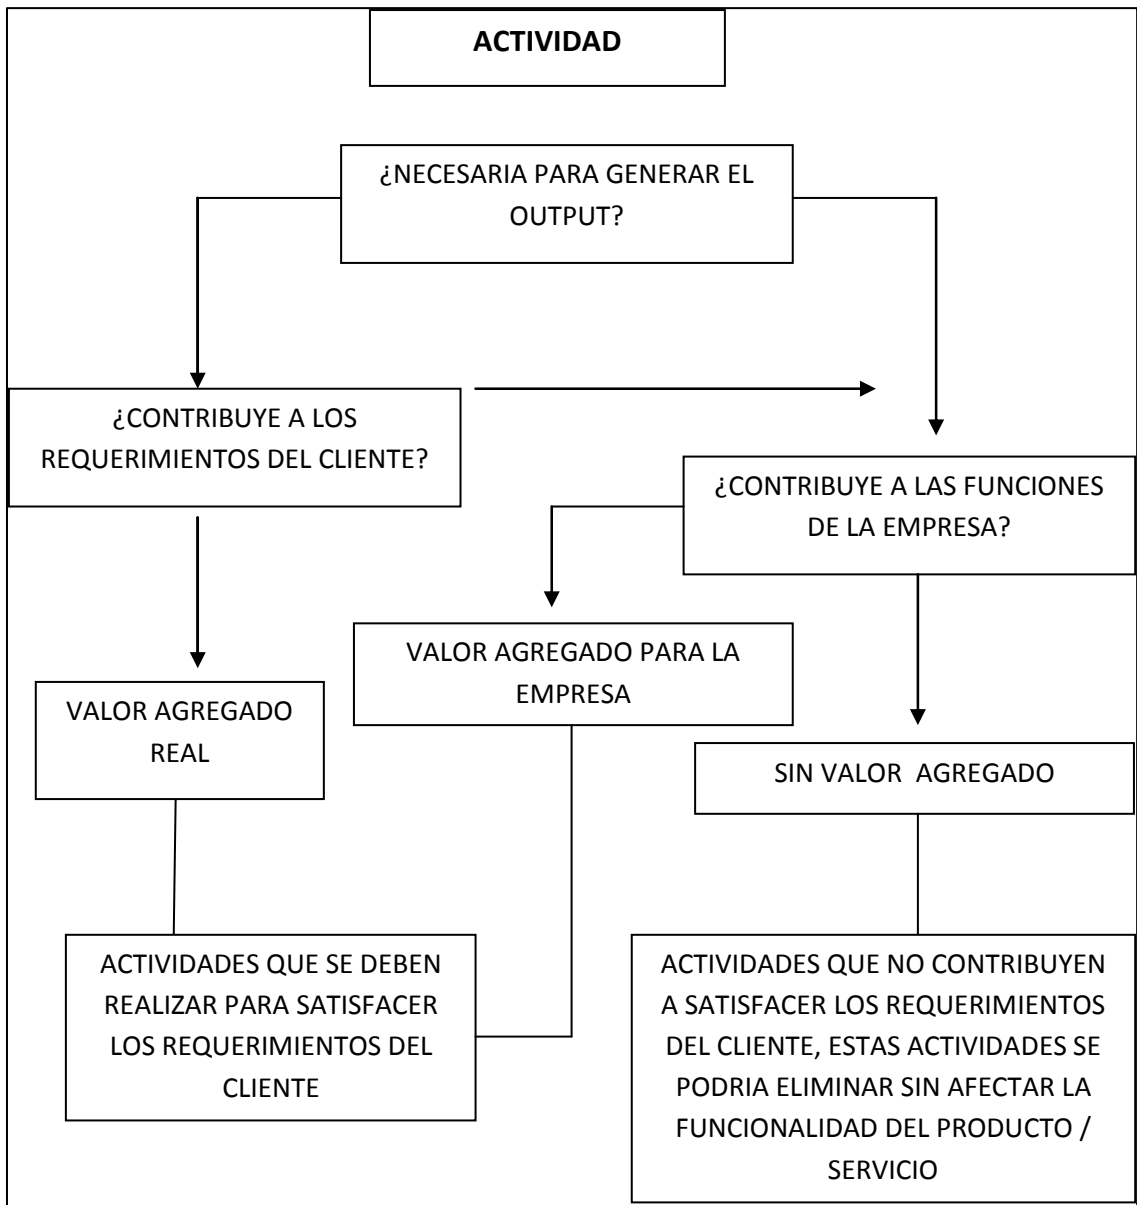 ACTIVIDAD
¿NECESARIA PARA GENERAR EL
OUTPUT?
¿CONTRIBUYE A LOS
REQUERIMIENTOS DEL CLIENTE?
¿CONTRIBUYE A LAS FUNCIONES
DE LA EMPRESA?
VALOR AGREGADO PARA LA
EMPRESA
VALOR AGREGADO
REAL
SIN VALOR  AGREGADO
ACTIVIDADES QUE SE DEBEN
REALIZAR PARA SATISFACER
LOS REQUERIMIENTOS DEL
CLIENTE
ACTIVIDADES QUE NO CONTRIBUYEN
A SATISFACER LOS REQUERIMIENTOS
DEL CLIENTE, ESTAS ACTIVIDADES SE
PODRIA ELIMINAR SIN AFECTAR LA
FUNCIONALIDAD DEL PRODUCTO /
SERVICIO